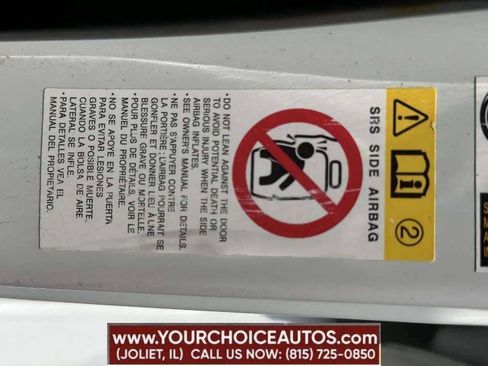 SRS SIDE AIRBAG
2
• DO NOT LEAN AGAINST THE DOOR
TO AVOID POTENTIAL DEATH OR
SERIOUS INJURY WHEN THE SIDE
AIRBAG INFLATES.
• SEE OWNER'S MANUAL FOR DETAILS.
• NE PAS S'APPUYER CONTRE
LA PORTIÈRE:L'AIRBAG POURRAIT SE
GONFLER ET DONNER LIEU À UNE
BLESSURE GRAVE OU MORTELLE.
• POUR PLUS DE DÉTAILS, VOIR LE
MANUEL DU PROPRIÉTAIRE.
• NO SE APOYE EN LA PUERTA
PARA EVITAR LESIONES
GRAVES O POSIBLE MUERTE,
CUANDO LA BOLSA DE AIRE
LATERAL SE INFLE.
• PARA DETALLES VEA EL
MANUAL DEL PROPIETARIO.
WWW.YOURCHOICEAUTOS.COM
(JOLIET, IL) CALL US NOW: (815) 725-0850